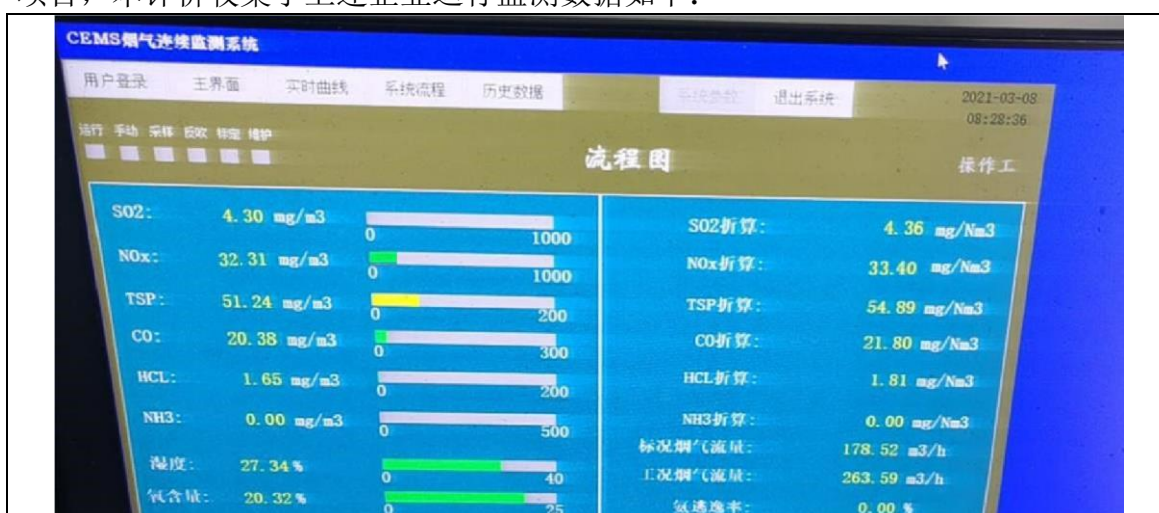 CEMS烟气连续监测系统
用户登录 主界面 实时曲线 系统流程 历史数据 系统参数 退出系统 2021-03-08
08:28:36
运行 手动 采样 反吹 标定 维护
流程图
操作工
SO2: 4.30 mg/m3 0 1000 SO2折算: 4.36 mg/Nm3
NOx: 32.31 mg/m3 0 1000 NOx折算: 33.40 mg/Nm3
TSP: 51.24 mg/m3 0 200 TSP折算: 54.89 mg/Nm3
CO: 20.38 mg/m3 0 300 CO折算: 21.80 mg/Nm3
HCL: 1.65 mg/m3 0 200 HCL折算: 1.81 mg/Nm3
NH3: 0.00 mg/m3 0 500 NH3折算: 0.00 mg/Nm3
标况烟气流量: 178.52 m3/h
湿度: 27.34% 0 40 工况烟气流量: 263.59 m3/h
氧含量: 20.32% 0 25 氨逃逸率: 0.00 %